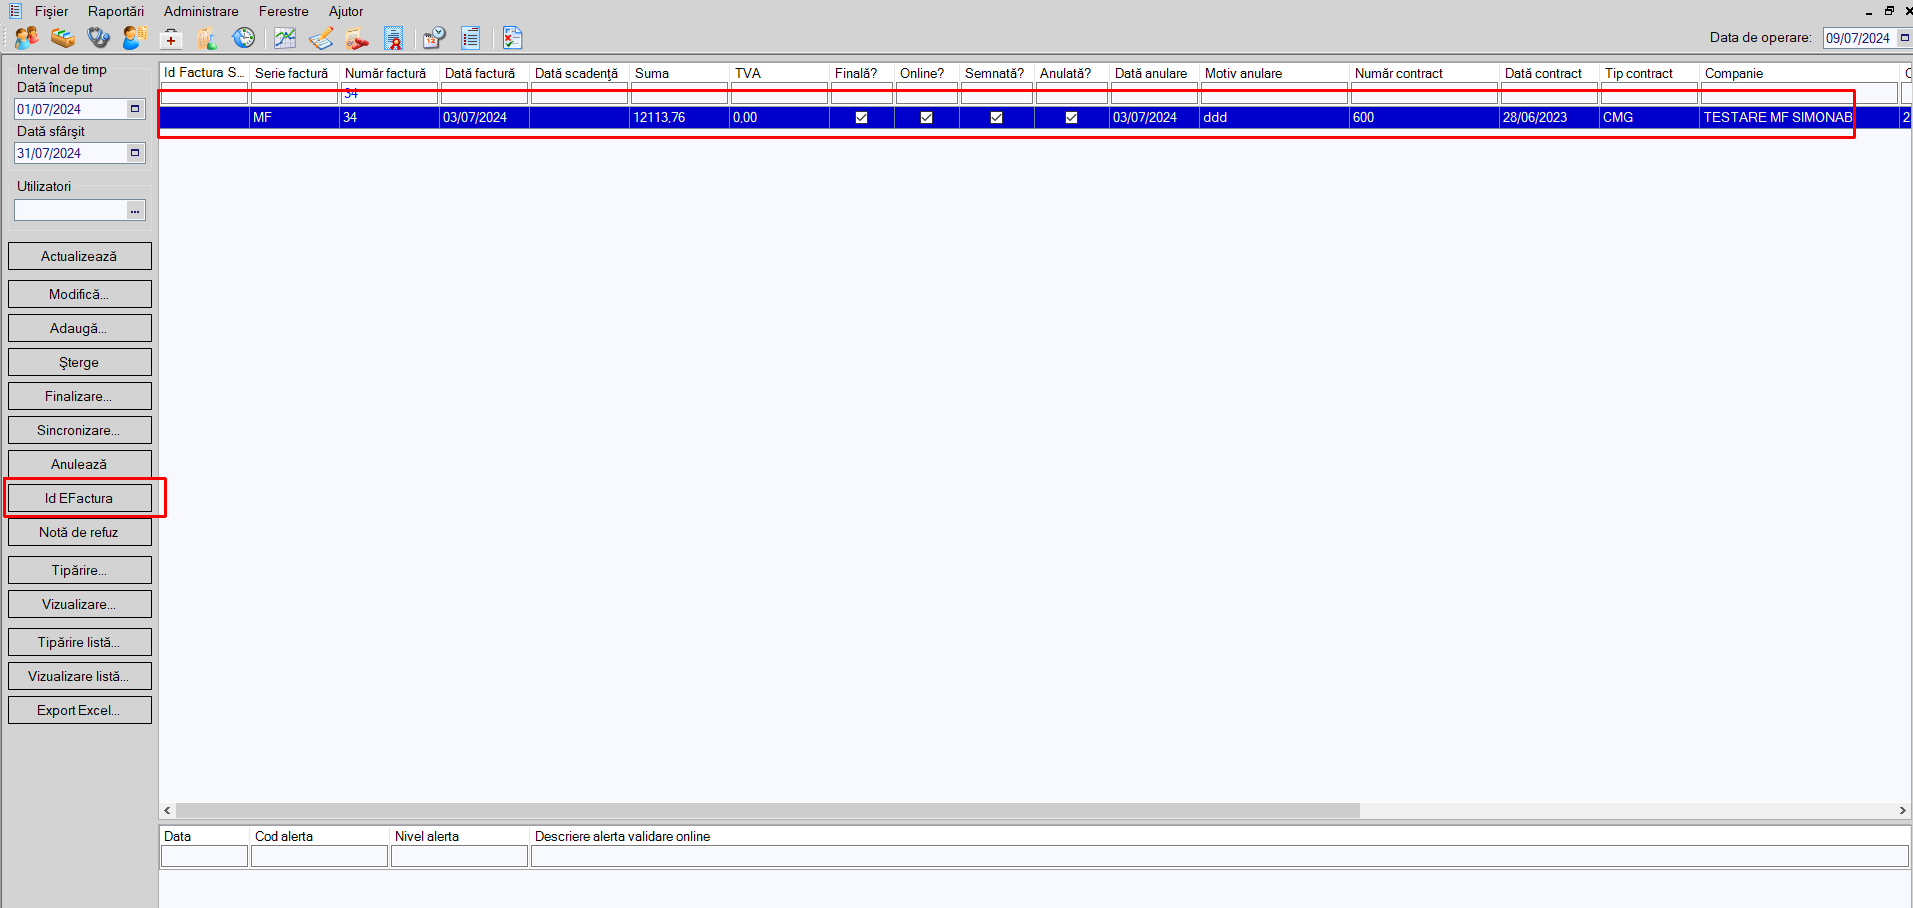 Fişier Raportări Administrare Ferestre Ajutor
Data de operare: 09/07/2024
Interval de timp
Dată început
01/07/2024
Dată sfârşit
31/07/2024
Utilizatori
...
Actualizează
Modifică...
Adaugă...
Şterge
Finalizare...
Sincronizare...
Anulează
Id EFactura
Notă de refuz
Tipărire...
Vizualizare...
Tipărire listă...
Vizualizare listă...
Export Excel...
Id Factura S... Serie factură Număr factură Dată factură Dată scadenţă Suma TVA Finală? Online? Semnată? Anulată? Dată anulare Motiv anulare Număr contract Dată contract Tip contract Companie
34
MF 34 03/07/2024 12113,76 0,00 03/07/2024 ddd 600 28/06/2023 CMG TESTARE MF SIMONAB 2
Data Cod alerta Nivel alerta Descriere alerta validare online